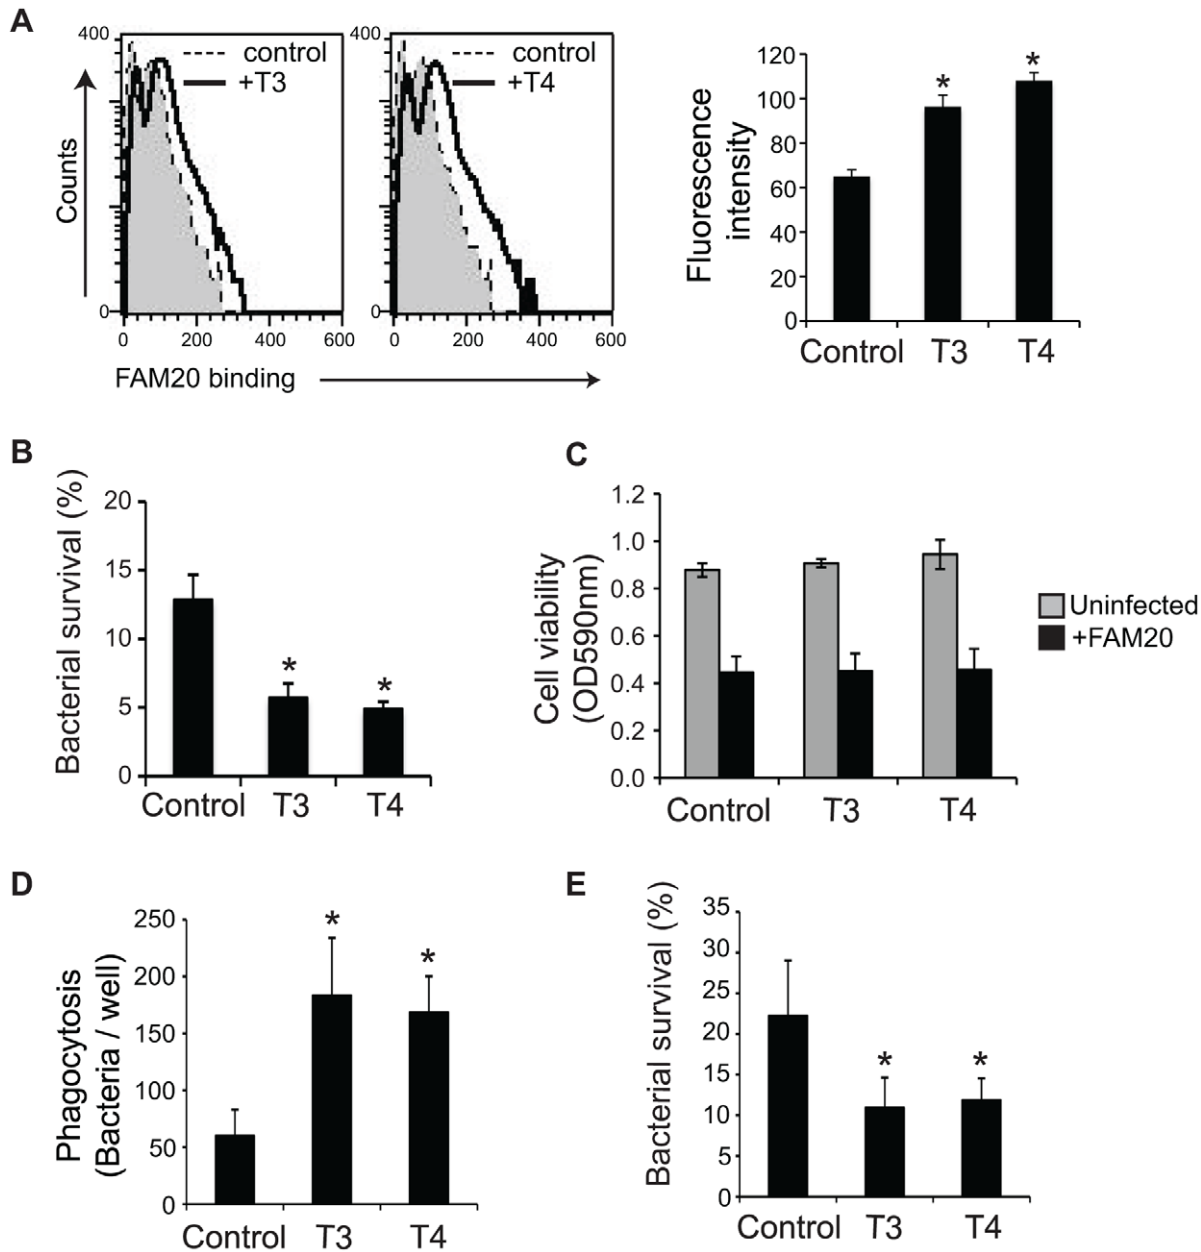 A
400
control
+T3
Counts
0
0 200 400 600
400
control
+T4
0
0 200 400 600
FAM20 binding
Fluorescence
intensity
120
100
80
60
40
20
0
*
*
Control T3 T4
B
Bacterial survival (%)
20
15
10
5
0
*
*
Control T3 T4
C
Cell viability
(OD590nm)
1.2
1.0
0.8
0.6
0.4
0.2
0.0
Control T3 T4
Uninfected
+FAM20
D
Phagocytosis
(Bacteria / well)
250
200
150
100
50
0
*
*
Control T3 T4
E
Bacterial survival (%)
35
30
25
20
15
10
5
0
*
*
Control T3 T4